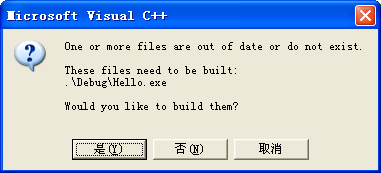 Microsoft Visual C++
One or more files are out of date or do not exist.
These files need to be built:
.\Debug\Hello.exe
Would you like to build them?
是(Y)
否(N)
取消